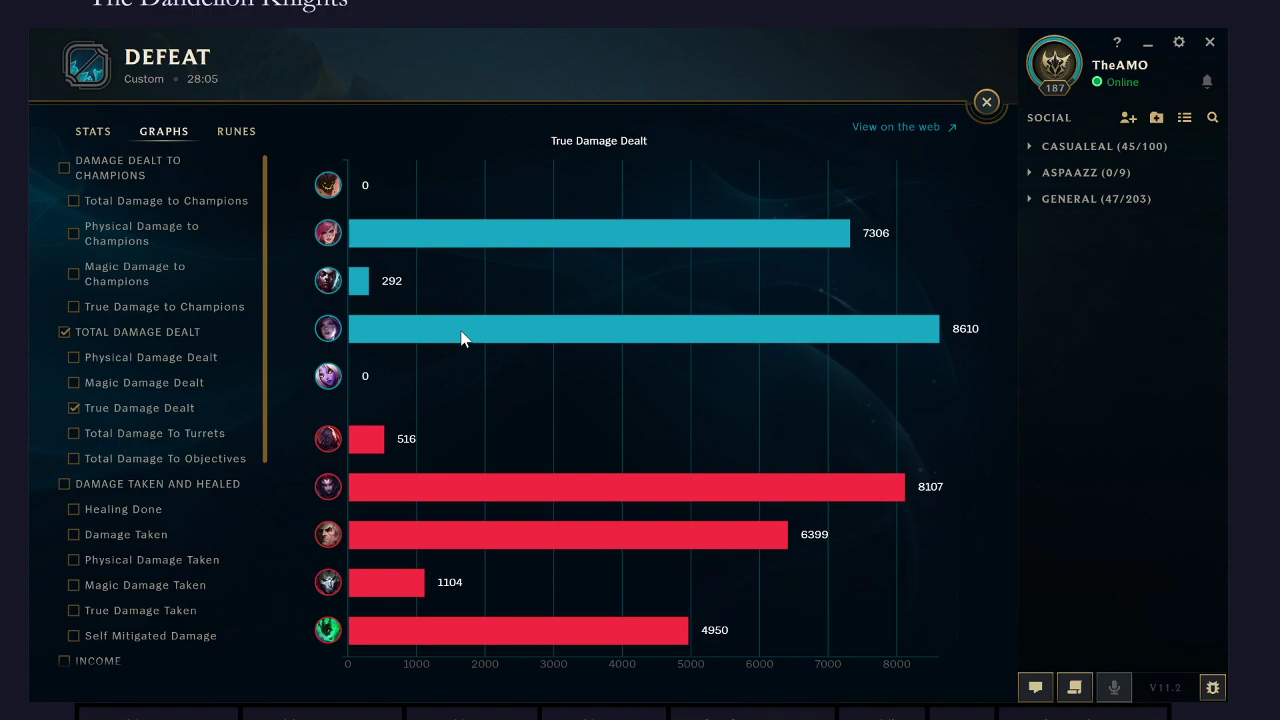 The Dandelion Knights
DEFEAT
Custom • 28:05
TheAMO
Online
187
STATS
GRAPHS
RUNES
View on the web
SOCIAL
CASUALEAL (45/100)
ASPAAZZ (0/9)
GENERAL (47/203)
DAMAGE DEALT TO
CHAMPIONS
Total Damage to Champions
Physical Damage to
Champions
Magic Damage to
Champions
True Damage to Champions
TOTAL DAMAGE DEALT
Physical Damage Dealt
Magic Damage Dealt
True Damage Dealt
Total Damage To Turrets
Total Damage To Objectives
DAMAGE TAKEN AND HEALED
Healing Done
Damage Taken
Physical Damage Taken
Magic Damage Taken
True Damage Taken
Self Mitigated Damage
INCOME
True Damage Dealt
0
7306
292
8610
0
516
8107
6399
1104
4950
0 1000 2000 3000 4000 5000 6000 7000 8000
V11.2